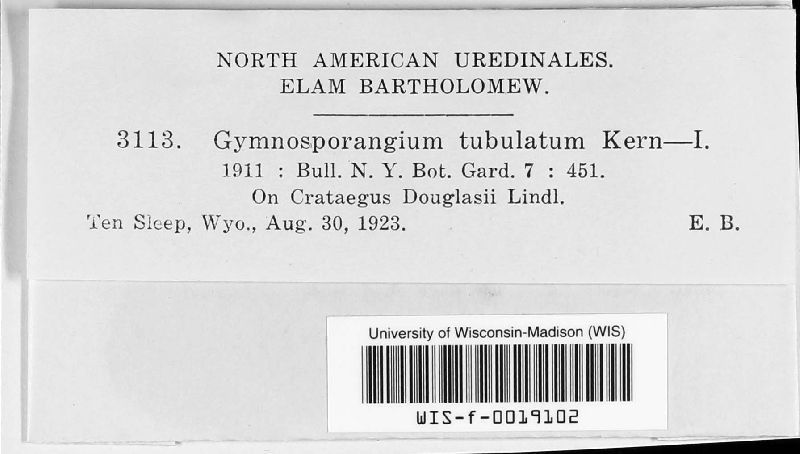 NORTH AMERICAN UREDINALES.
ELAM BARTHOLOMEW.
3113. Gymnosporangium tubulatum Kern—I.
1911 : Bull. N. Y. Bot. Gard. 7 : 451.
On Crataegus Douglasii Lindl.
Ten Sleep, Wyo., Aug. 30, 1923. E. B.
University of Wisconsin-Madison (WIS)
WIS-f-0019102